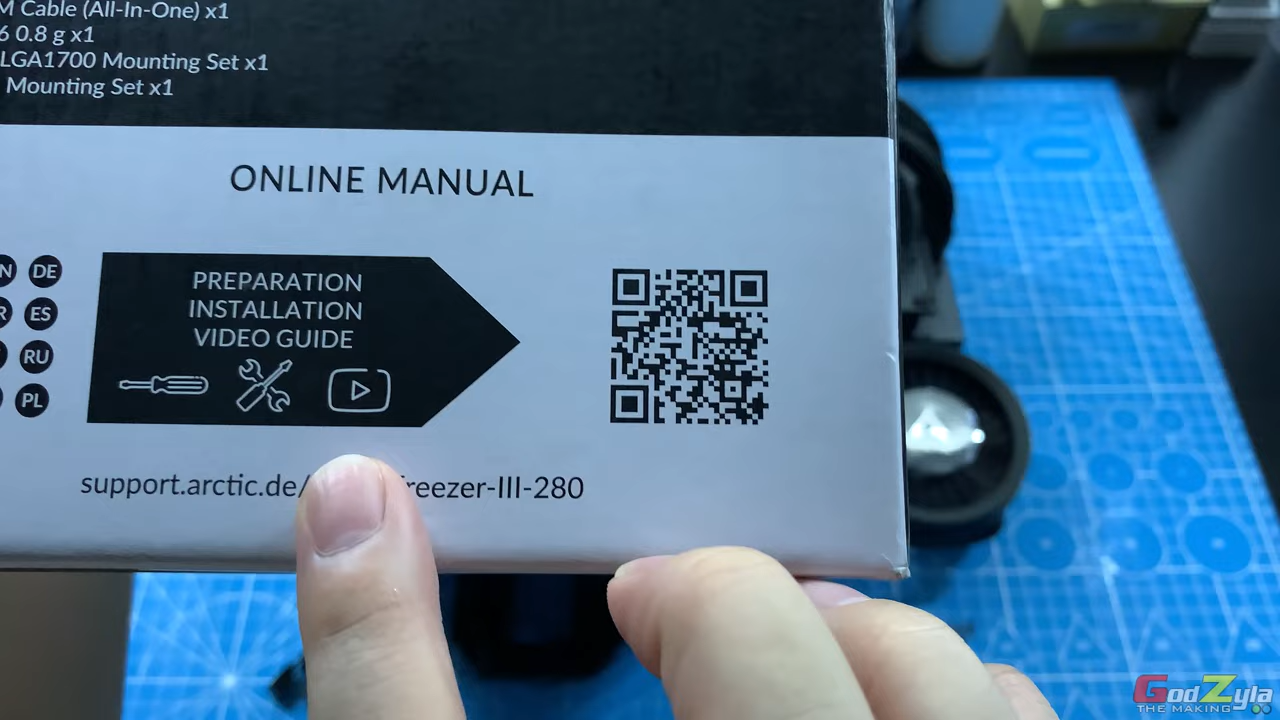 M Cable (All-In-One) x1
6 0.8 g x1
LGA1700 Mounting Set x1
Mounting Set x1
ONLINE MANUAL
N DE
R ES
RU
PL
PREPARATION
INSTALLATION
VIDEO GUIDE
support.arctic.de/ reezer-III-280
GodZyla
THE MAKING